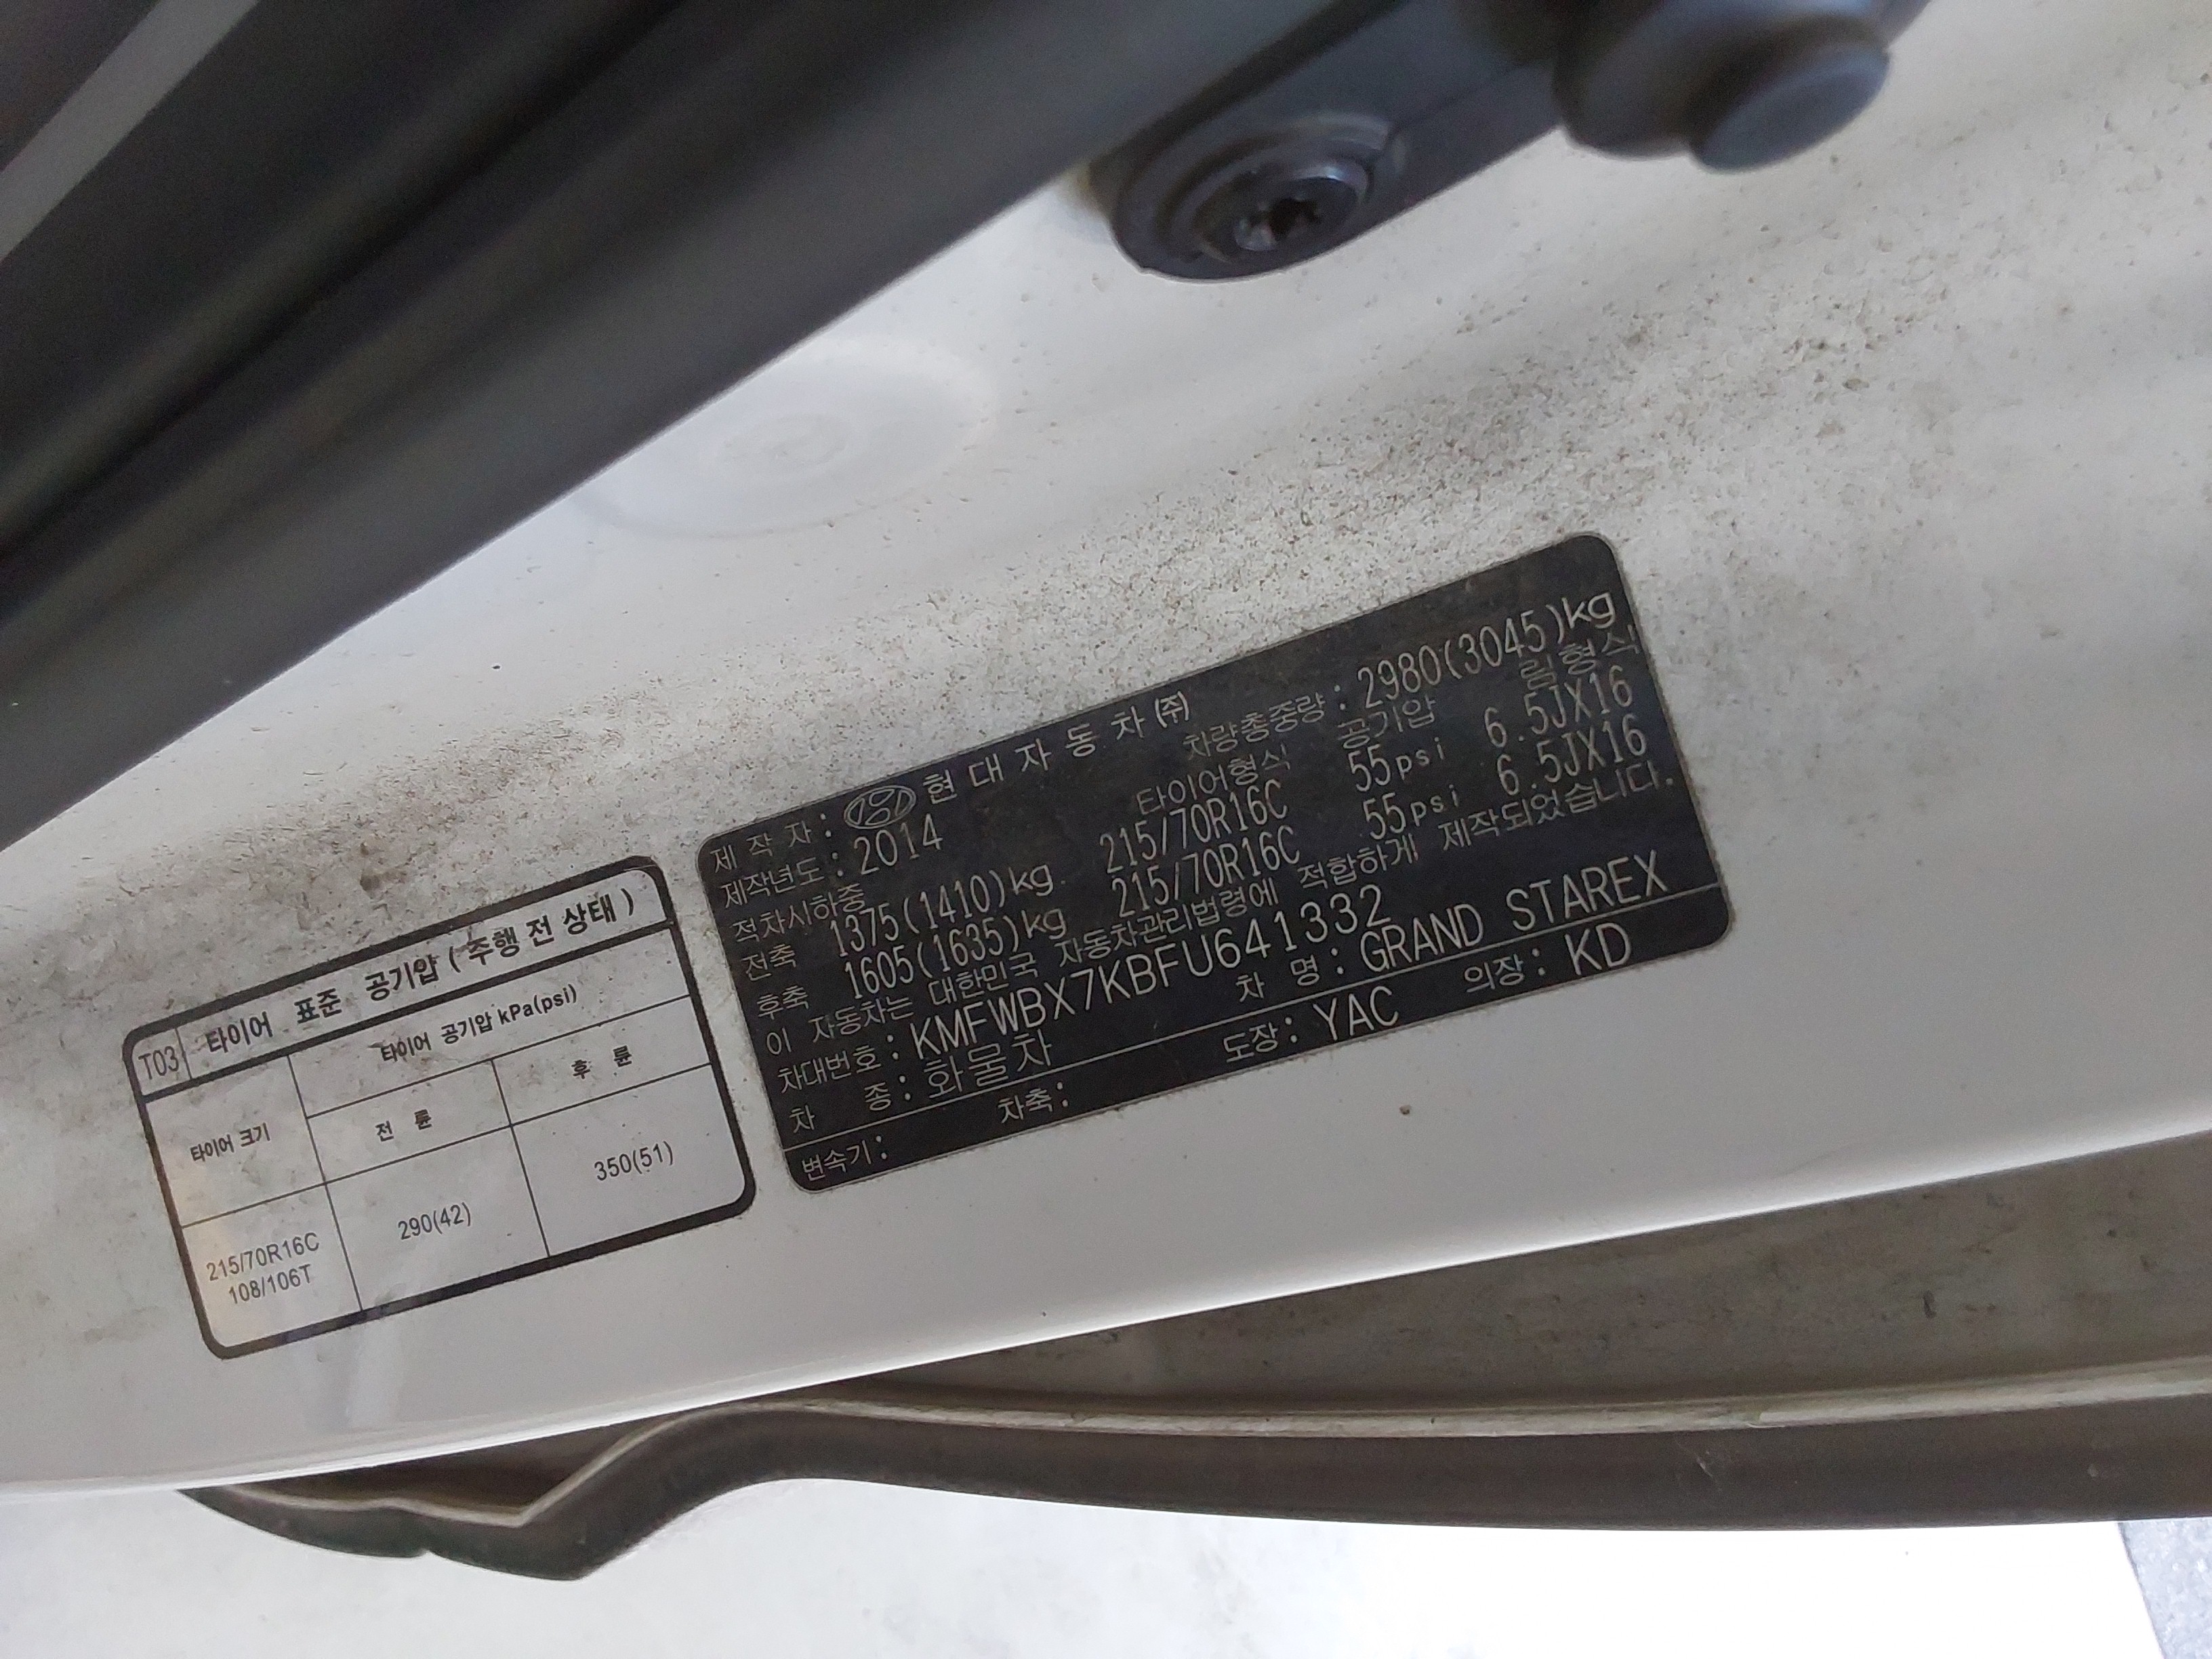 제 작 자 : 현 대 자 동 차 (주)
제작년도 : 2014 차량총중량 : 2980(3045)kg
적차시하중 타이어형식 공기압 림형식
전축 1375(1410)kg 215/70R16C 55psi 6.5JX16
후축 1605(1635)kg 215/70R16C 55psi 6.5JX16
이 자동차는 대한민국 자동차관리법령에 적합하게 제작되었습니다.
차대번호 : KMFWBX7KBFU641332
차 종 : 화물차 차 명 : GRAND STAREX
변속기 : 차축 : 도장 : YAC 의장 : KD
T03 타이어 표준 공기압 ( 주행 전 상태 )
타이어 크기 타이어 공기압 kPa(psi)
전 륜 후 륜
215/70R16C 290(42) 350(51)
108/106T